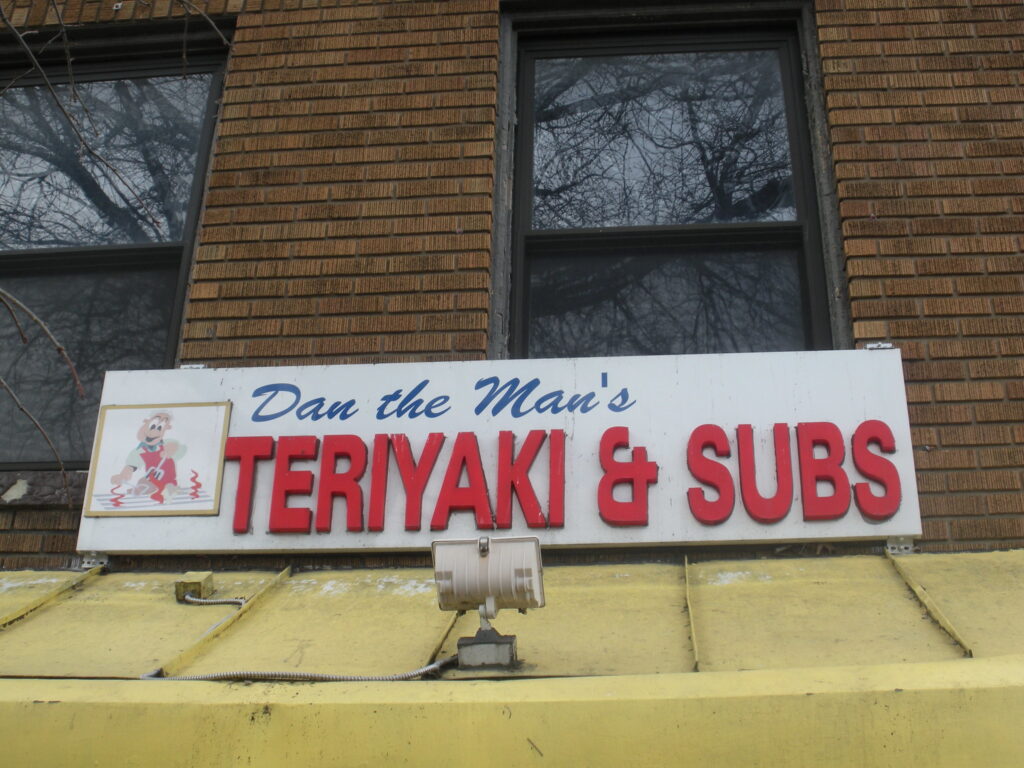 Dan the Man's
TERIYAKI & SUBS